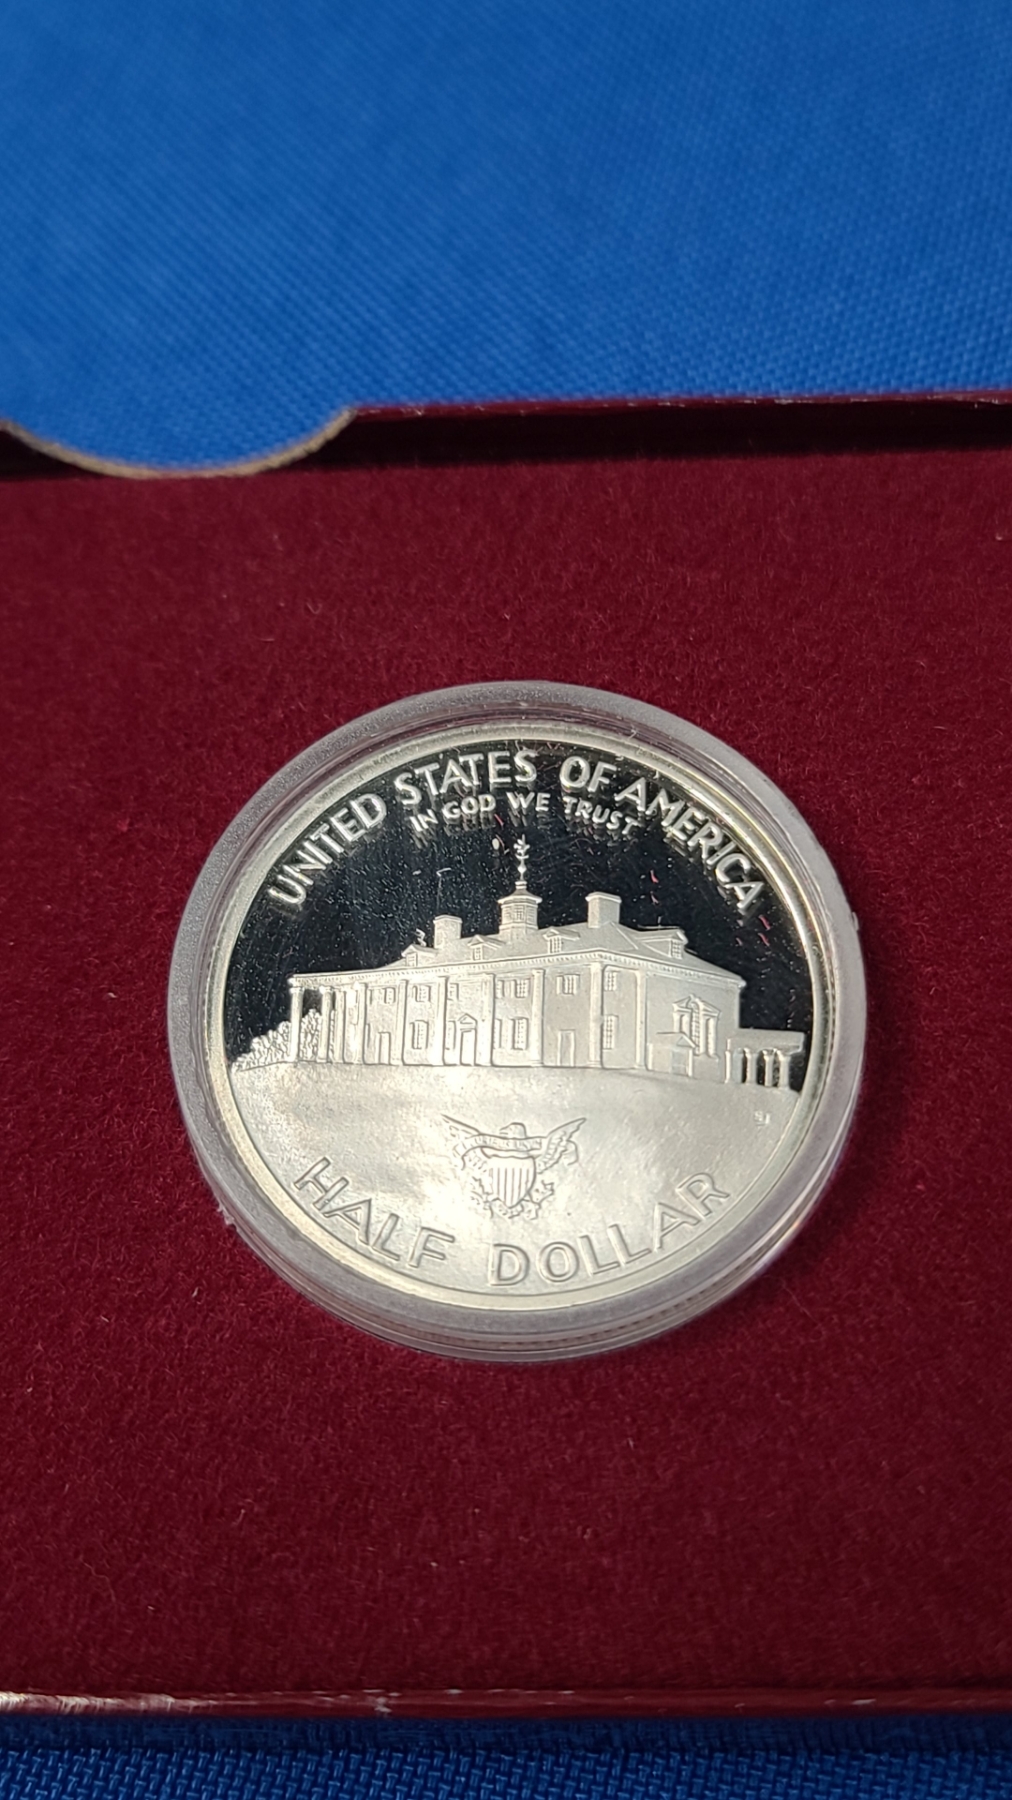 UNITED STATES OF AMERICA
IN GOD WE TRUST
HALF DOLLAR